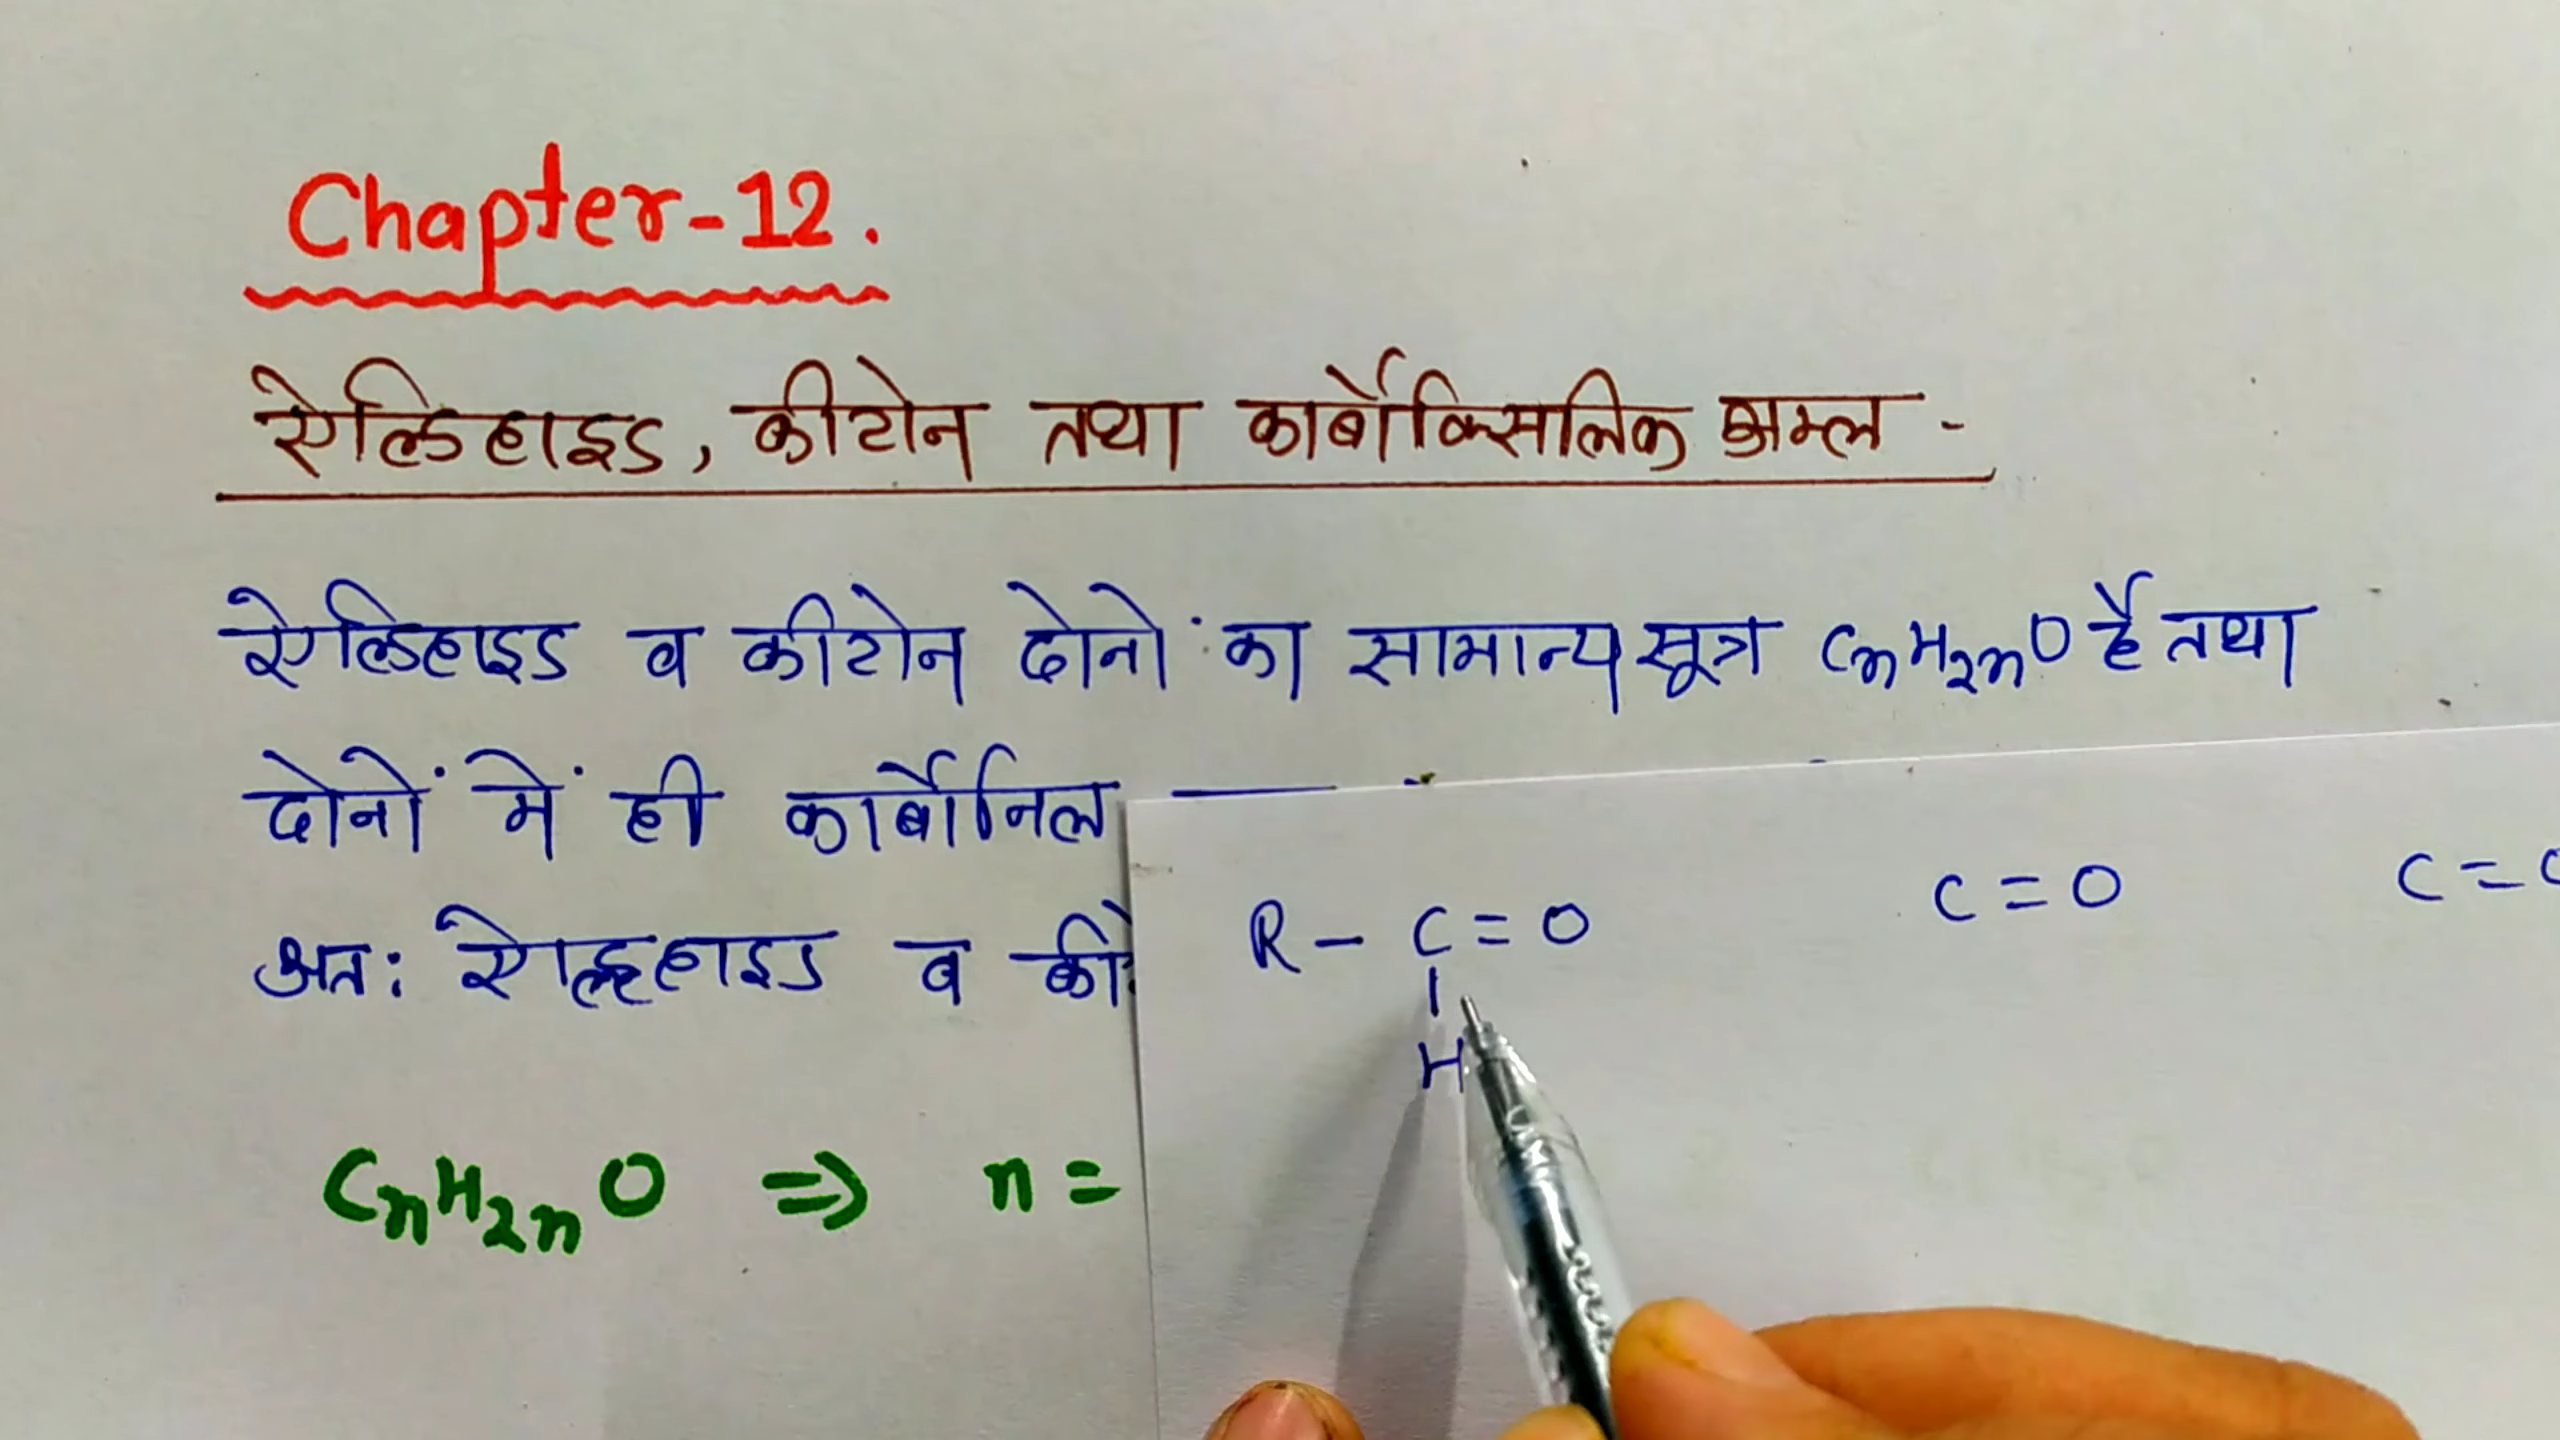 Chapter-12.
ऐल्डिहाइड, कीटोन तथा कार्बोक्सिलिक अम्ल -
ऐल्डिहाइड व कीटोन दोनों का सामान्य सूत्र CnH2nO है तथा
दोनों में ही कार्बोनिल
अतः ऐल्डिहाइड व
CnH2nO ⇒ n =
R - C = O
|
H
C = O
C =